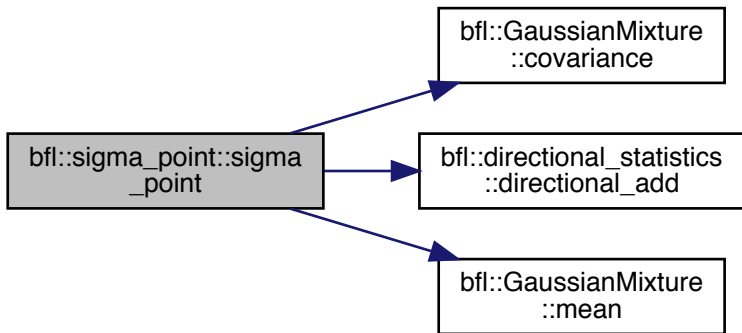 bfl::GaussianMixture
::covariance
bfl::sigma_point::sigma
_point
bfl::directional_statistics
::directional_add
bfl::GaussianMixture
::mean